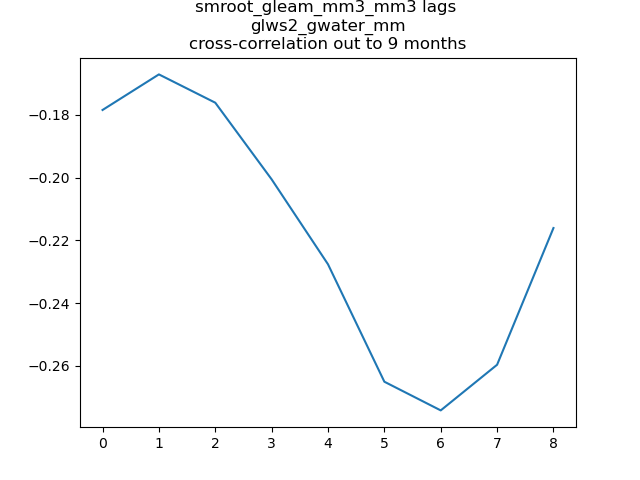 smroot_gleam_mm3_mm3 lags
glws2_gwater_mm
cross-correlation out to 9 months
−0.18
−0.20
−0.22
−0.24
−0.26
0 1 2 3 4 5 6 7 8